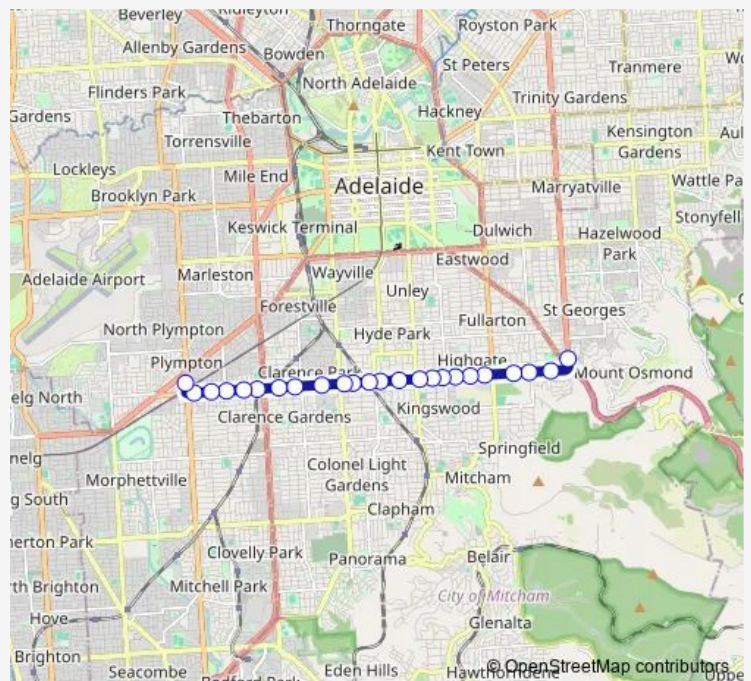 Beverley
Ridleyton
Thorngate
Royston Park
Allenby Gardens
Bowden
St Peters
Tranmere
North Adelaide
Flinders Park
Hackney
Trinity Gardens
Gardens
Thebarton
Torrensville
Kent Town
Kensington
Gardens
Lockleys
Mile End
Adelaide
Marryatville
Wattle Pa
Brooklyn Park
Stonyfell
Keswick Terminal
Dulwich
Hazelwood
Park
Eastwood
Adelaide Airport
Marleston
Wayville
Unley
Forestville
St Georges
North Plympton
Hyde Park
Fullarton
Plympton
Clarence Park
Highgate
Mount Osmond
elg North
Clarence Gardens
Kingswood
nelg
Springfield
Morphettville
Colonel Light
Gardens
Mitcham
g South
Clapham
nerton Park
Clovelly Park
Panorama
Belair
th Brighton
Mitchell Park
City of Mitcham
Hove
Glenalta
Brighton
Seacombe
Eden Hills
Hawthorndene
© OpenStreetMap contributors